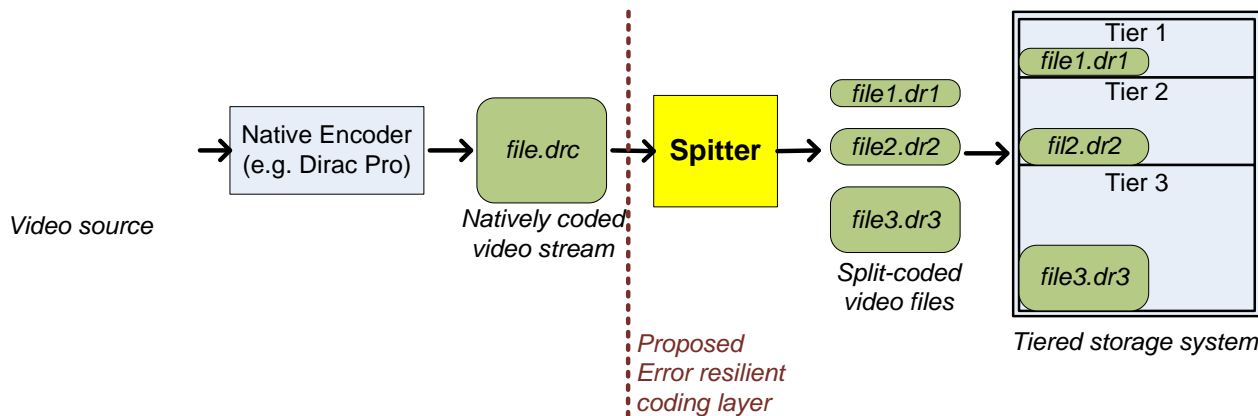 Video source
Native Encoder
(e.g. Dirac Pro)
file.drc
Natively coded
video stream
Proposed
Error resilient
coding layer
Spitter
file1.dr1
file2.dr2
file3.dr3
Split-coded
video files
Tier 1
file1.dr1
Tier 2
fil2.dr2
Tier 3
file3.dr3
Tiered storage system